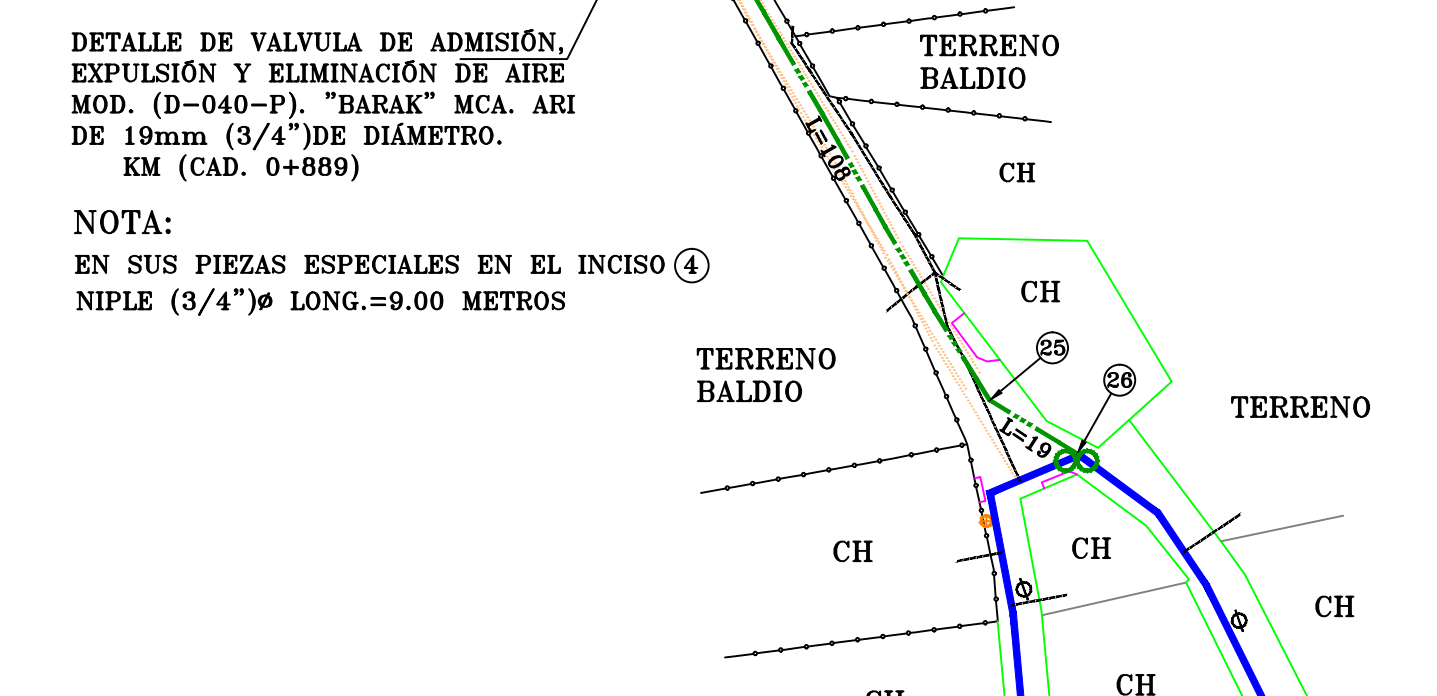 DETALLE DE VALVULA DE ADMISIÓN,
EXPULSIÓN Y ELIMINACIÓN DE AIRE
MOD. (D-040-P). "BARAK" MCA. ARI
DE 19mm (3/4")DE DIÁMETRO.
KM (CAD. 0+889)
NOTA:
EN SUS PIEZAS ESPECIALES EN EL INCISO 4
NIPLE (3/4")ø LONG.=9.00 METROS
TERRENO
BALDIO
L=108
CH
CH
25
26
TERRENO
BALDIO
TERRENO
L=19
CH
CH
Ø
CH
Ø
CH
CH